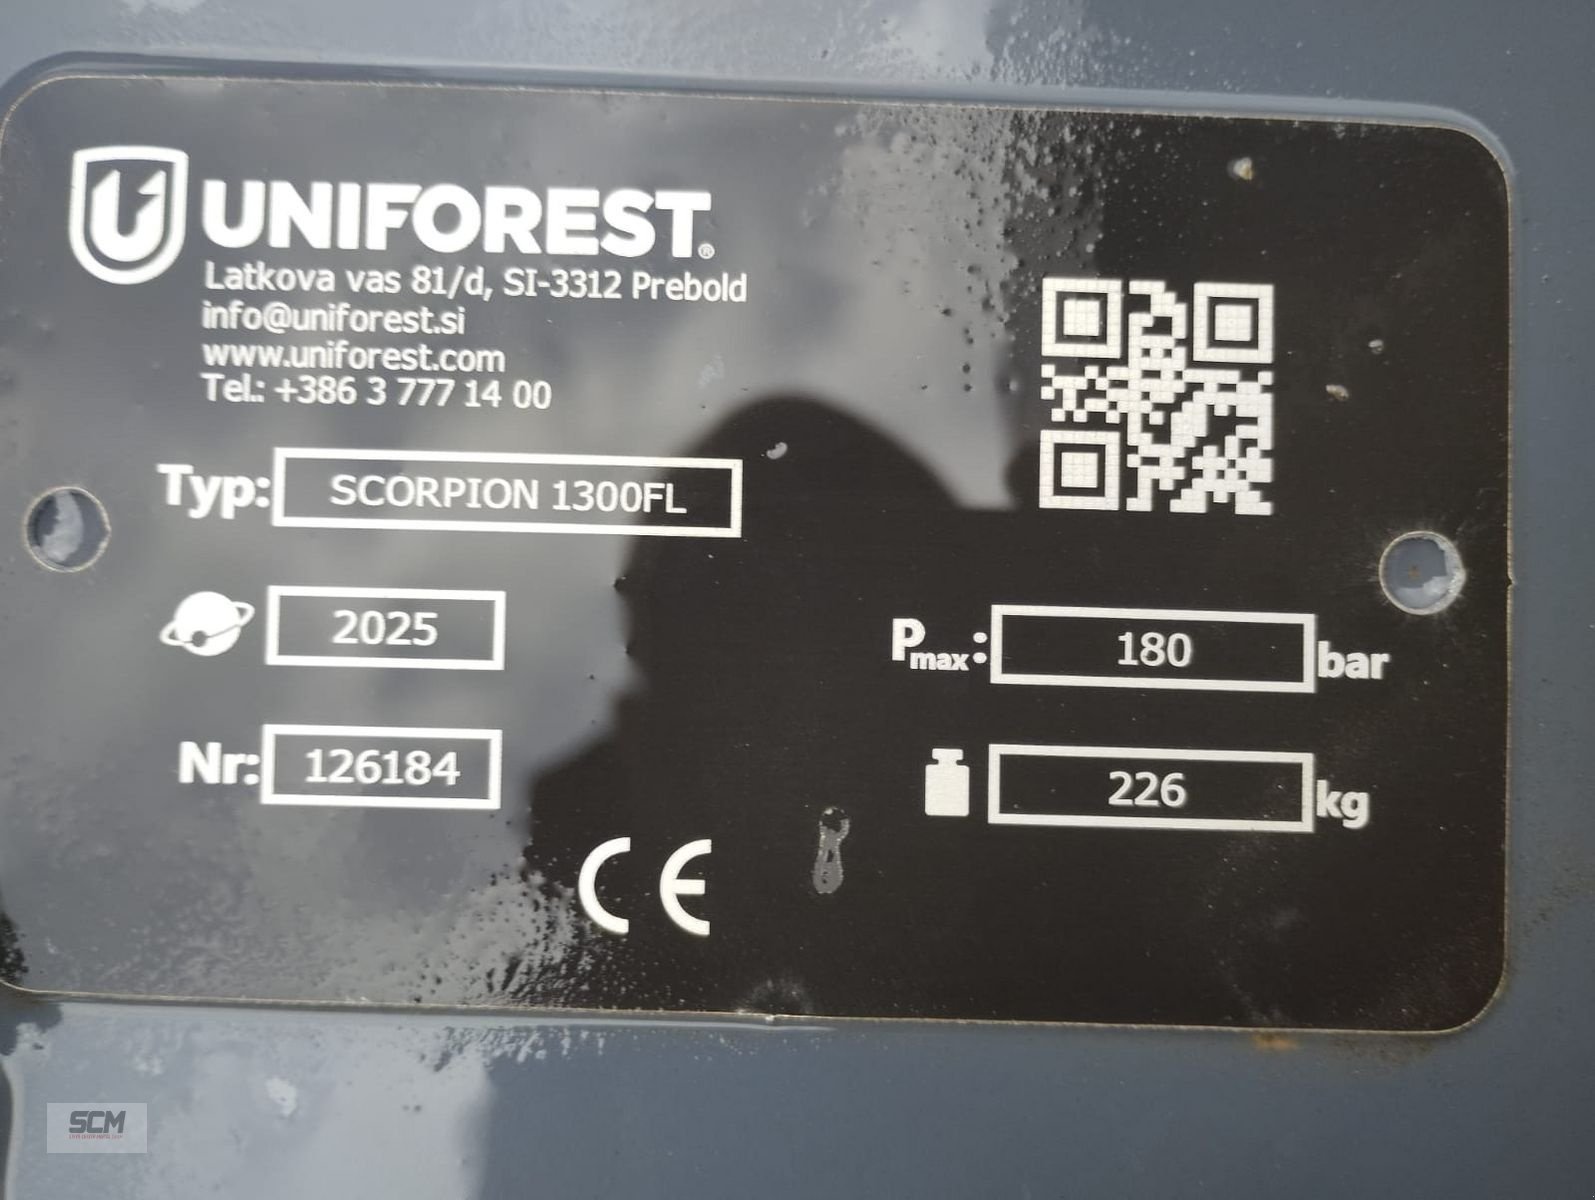 UNIFOREST®
Latkova vas 81/d, SI-3312 Prebold
info@uniforest.si
www.uniforest.com
Tel.: +386 3 777 14 00
Typ: SCORPION 1300FL
2025
Pmax: 180 bar
Nr: 126184
226 kg
CE
SCM